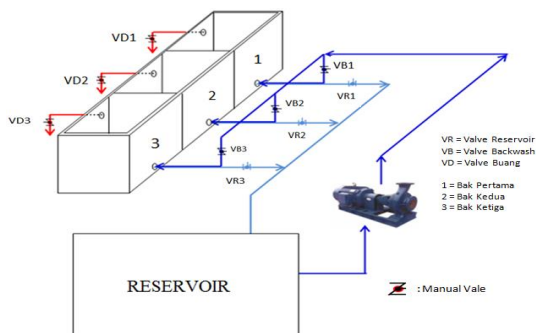 VD1
1
VB1
VD2
VR1
2
VB2
VD3
VR2
3
VB3
VR3
VR = Valve Reservoir
VB = Valve Backwash
VD = Valve Buang
1 = Bak Pertama
2 = Bak Kedua
3 = Bak Ketiga
RESERVOIR
: Manual Vale